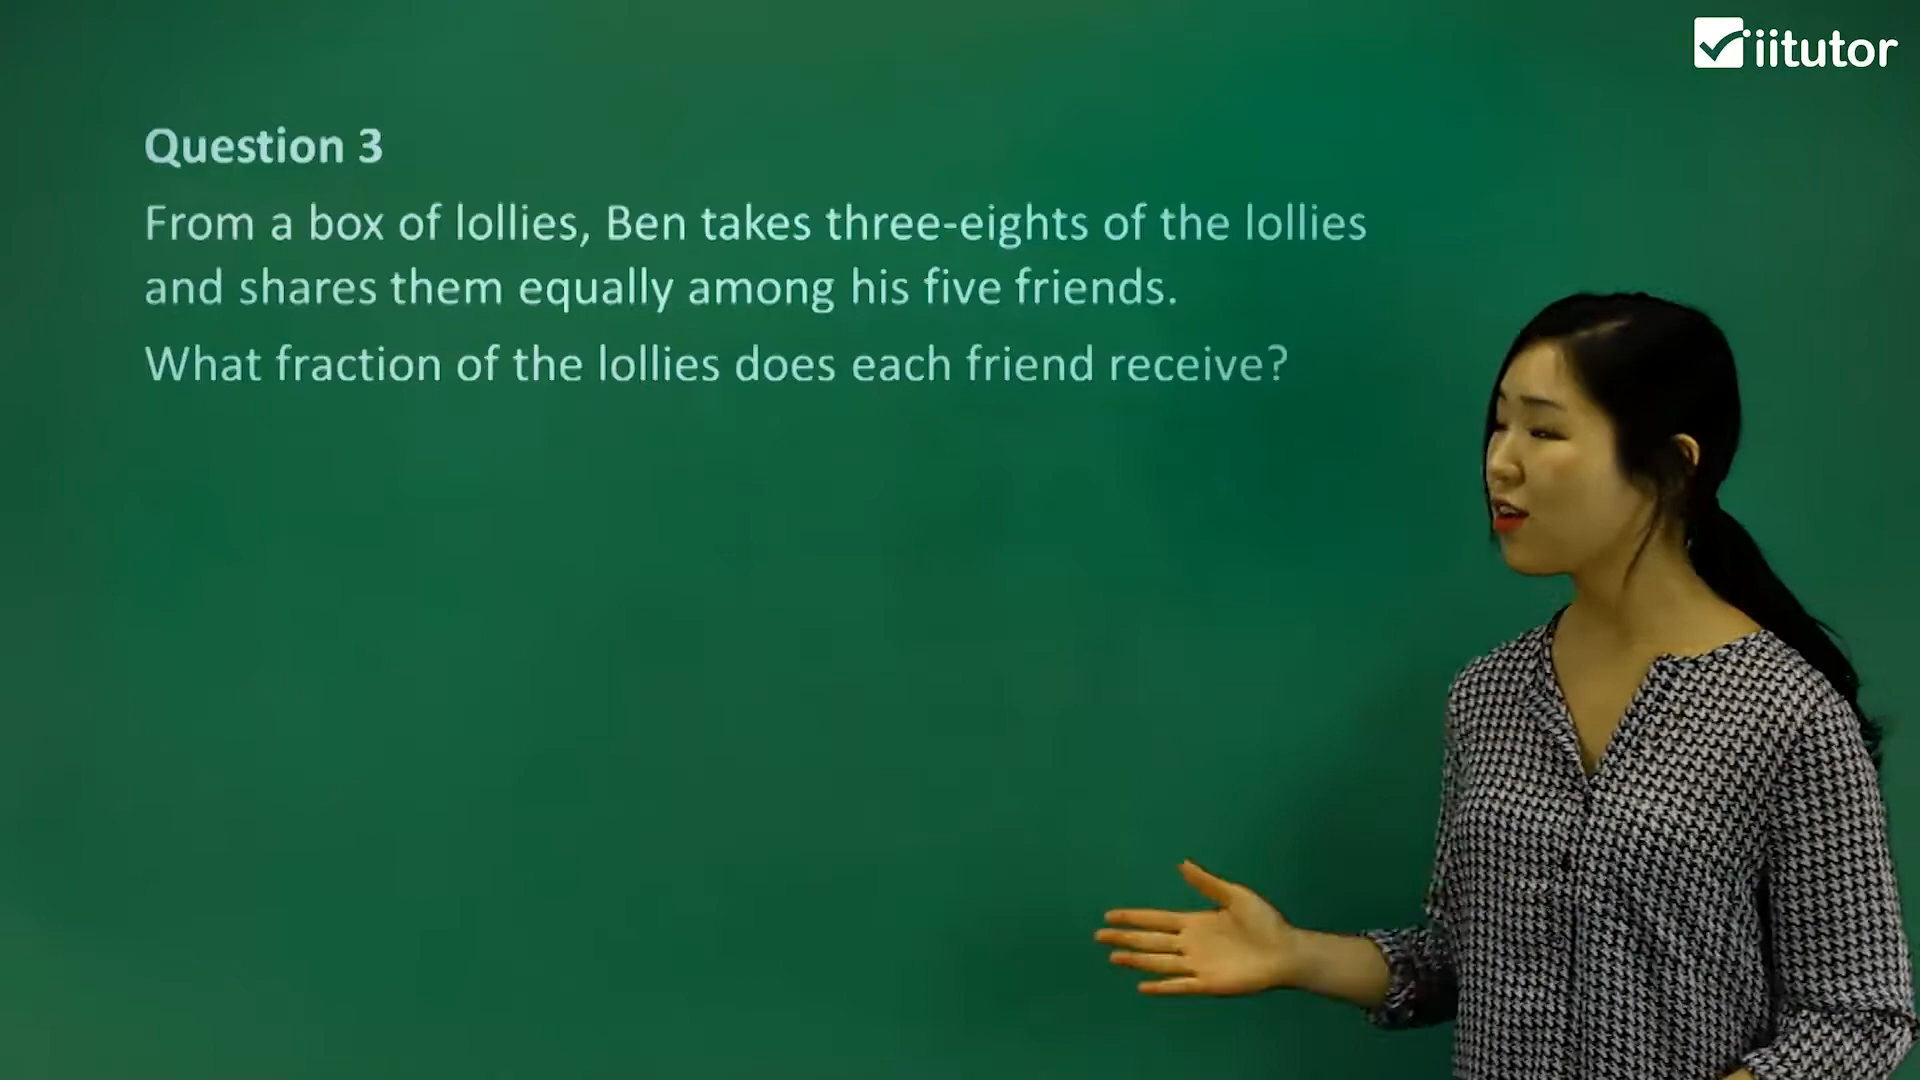 iitutor
Question 3
From a box of lollies, Ben takes three-eights of the lollies
and shares them equally among his five friends.
What fraction of the lollies does each friend receive?